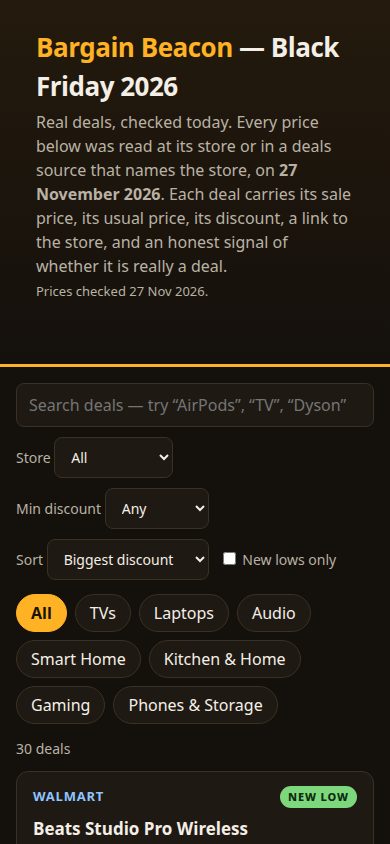 Bargain Beacon — Black
Friday 2026
Real deals, checked today. Every price
below was read at its store or in a deals
source that names the store, on 27
November 2026. Each deal carries its sale
price, its usual price, its discount, a link to
the store, and an honest signal of
whether it is really a deal.
Prices checked 27 Nov 2026.
Search deals — try “AirPods”, “TV”, “Dyson”
Store All
Min discount Any
Sort Biggest discount New lows only
All TVs Laptops Audio
Smart Home Kitchen & Home
Gaming Phones & Storage
30 deals
WALMART NEW LOW
Beats Studio Pro Wireless